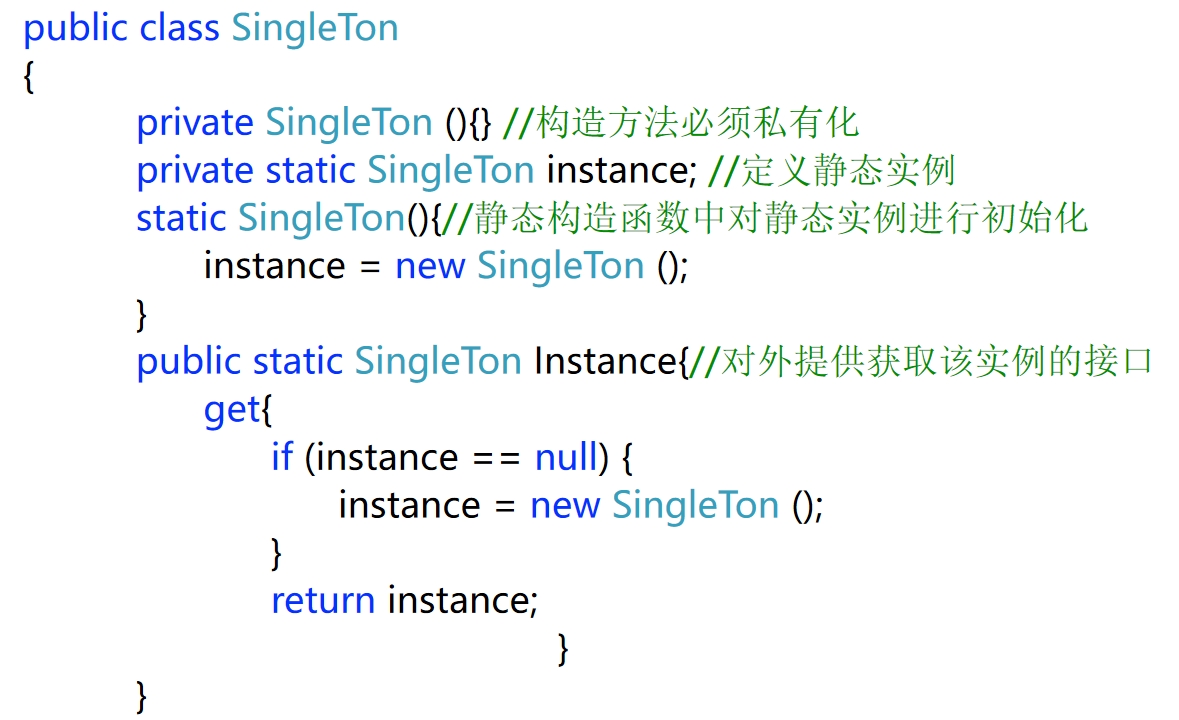 public class SingleTon
{
private SingleTon (){} //构造方法必须私有化
private static SingleTon instance; //定义静态实例
static SingleTon(){//静态构造函数中对静态实例进行初始化
instance = new SingleTon ();
}
public static SingleTon Instance{//对外提供获取该实例的接口
get{
if (instance == null) {
instance = new SingleTon ();
}
return instance;
}
}